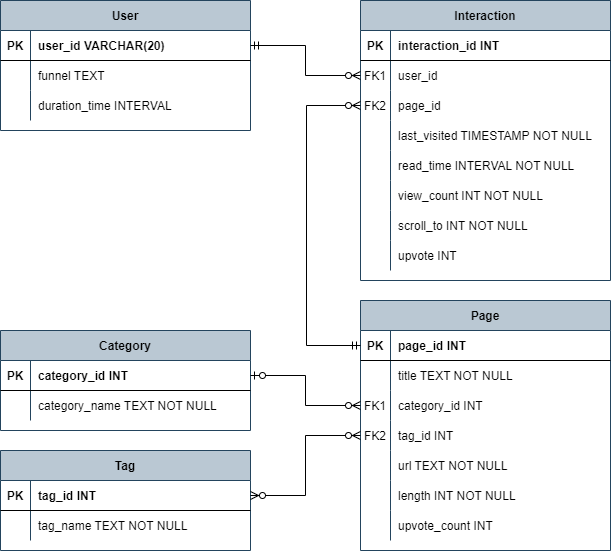 User
PK user_id VARCHAR(20)
funnel TEXT
duration_time INTERVAL
Interaction
PK interaction_id INT
FK1 user_id
FK2 page_id
last_visited TIMESTAMP NOT NULL
read_time INTERVAL NOT NULL
view_count INT NOT NULL
scroll_to INT NOT NULL
upvote INT
Category
PK category_id INT
category_name TEXT NOT NULL
Tag
PK tag_id INT
tag_name TEXT NOT NULL
Page
PK page_id INT
title TEXT NOT NULL
FK1 category_id INT
FK2 tag_id INT
url TEXT NOT NULL
length INT NOT NULL
upvote_count INT